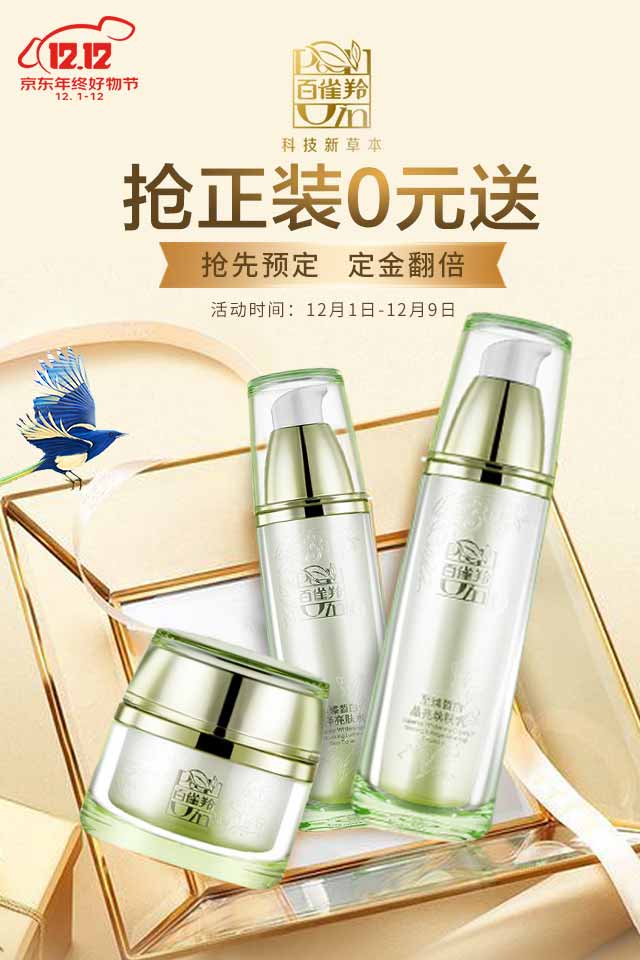 12.12
京东年终好物节
12.1-12
百雀羚
科技新草本
抢正装0元送
抢先预定 定金翻倍
活动时间：12月1日-12月9日
百雀羚
百雀羚
百雀羚